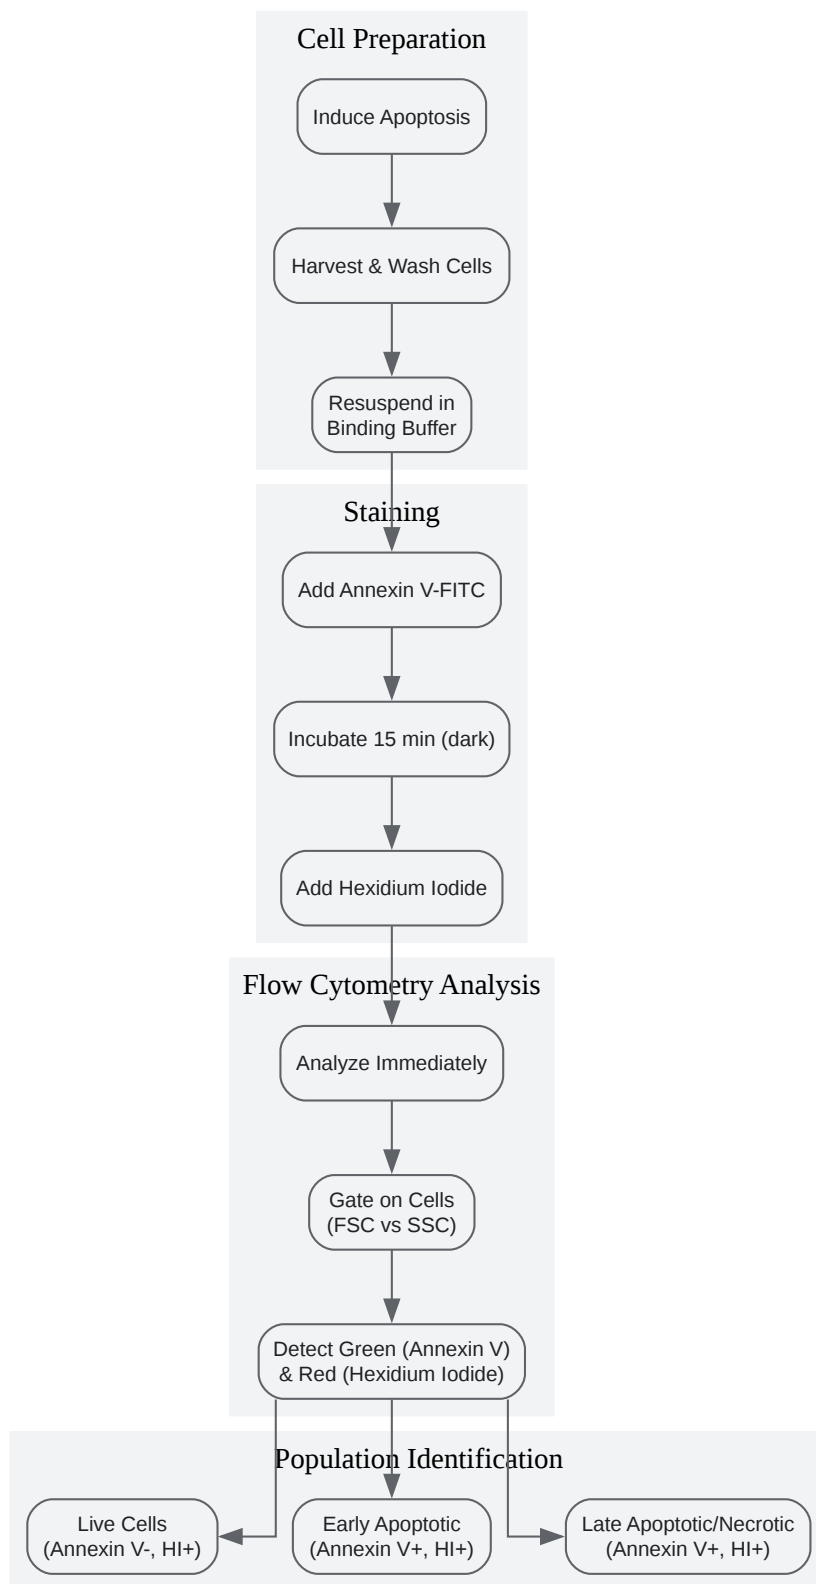 Cell Preparation
Induce Apoptosis
Harvest & Wash Cells
Resuspend in
Binding Buffer
Staining
Add Annexin V-FITC
Incubate 15 min (dark)
Add Hexidium Iodide
Flow Cytometry Analysis
Analyze Immediately
Gate on Cells
(FSC vs SSC)
Detect Green (Annexin V)
& Red (Hexidium Iodide)
Population Identification
Live Cells
(Annexin V-, HI+)
Early Apoptotic
(Annexin V+, HI+)
Late Apoptotic/Necrotic
(Annexin V+, HI+)